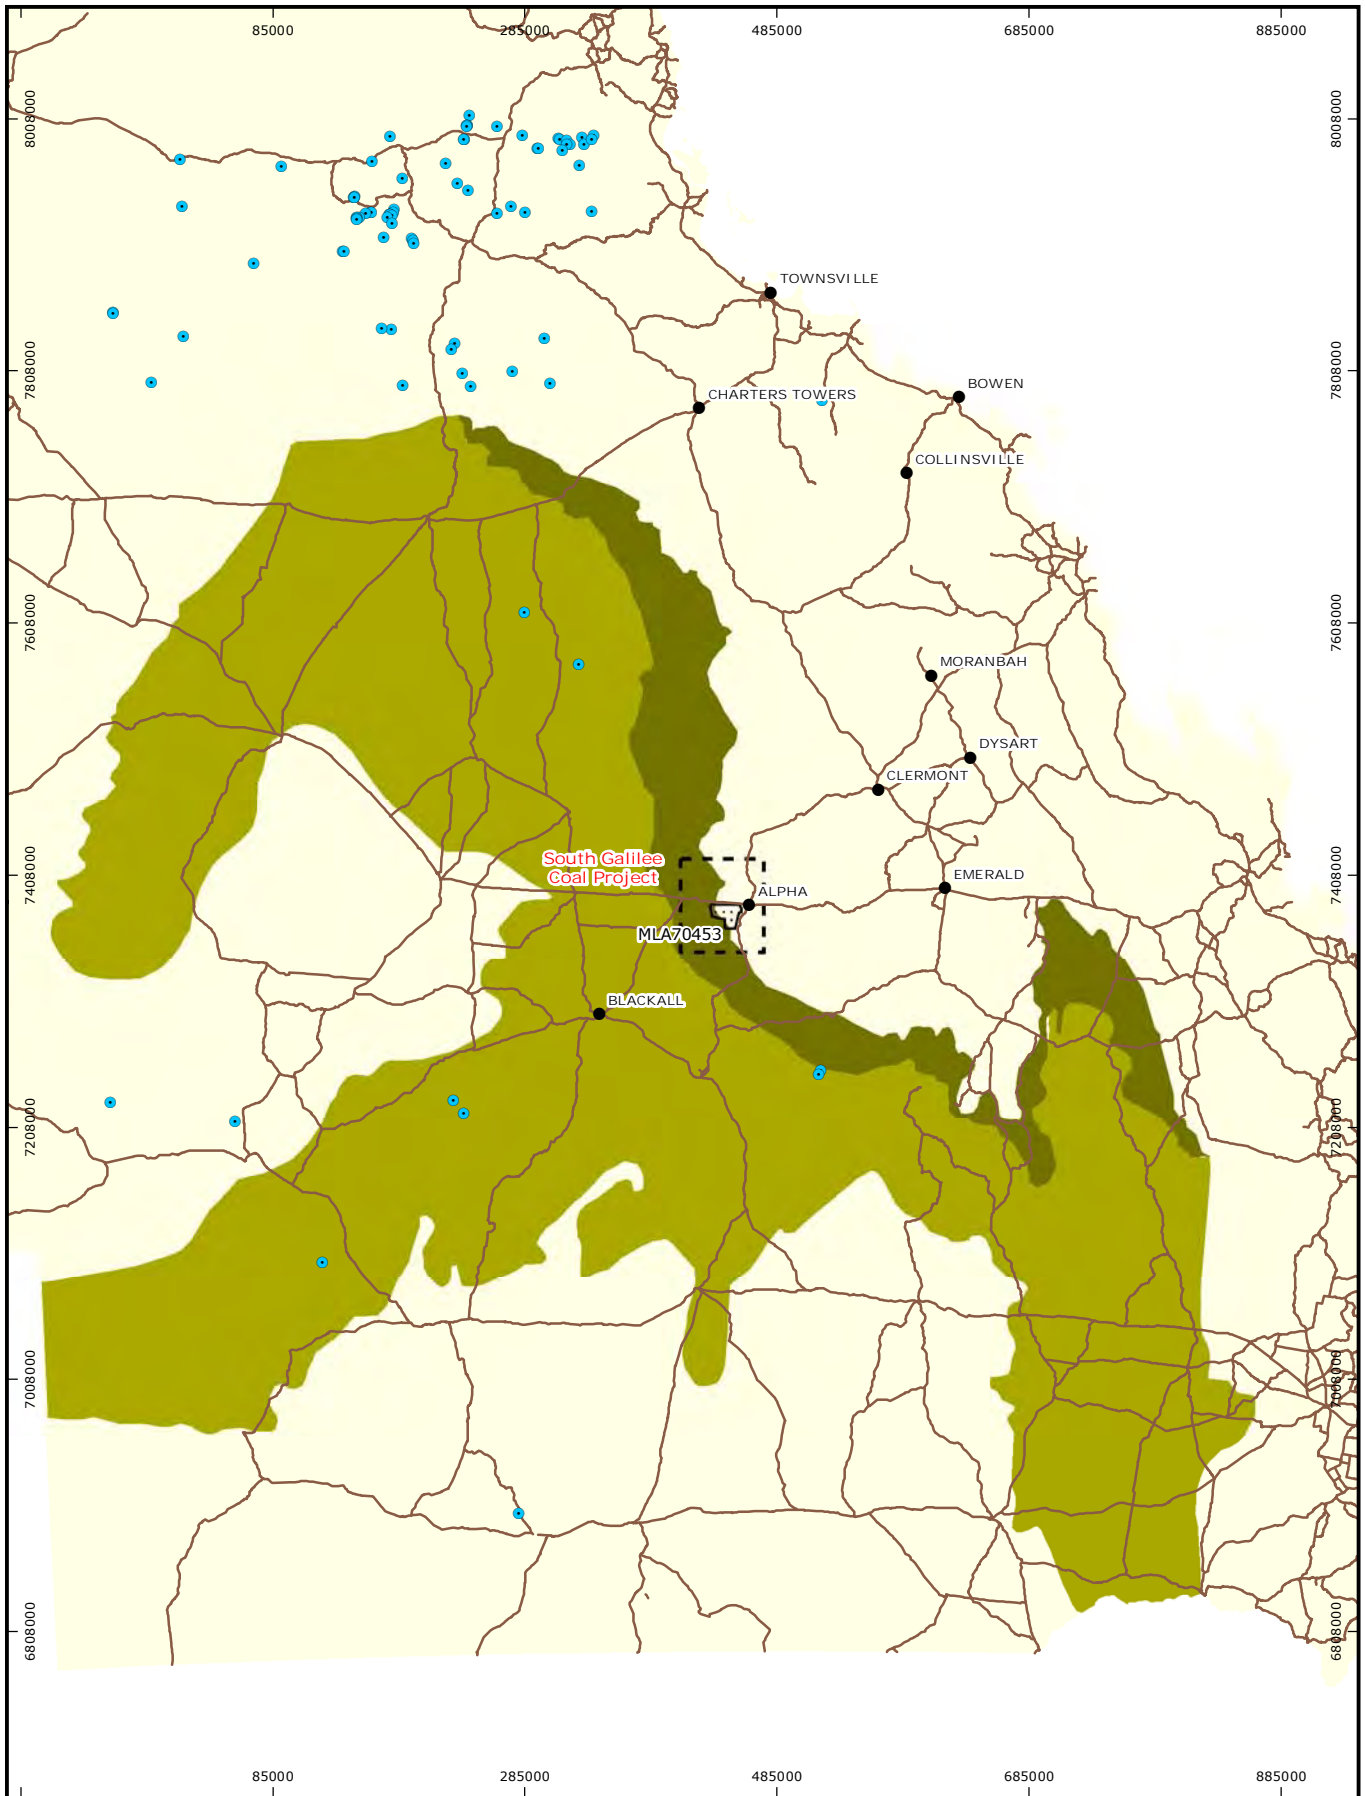 85000
285000
485000
685000
885000
8008000
8008000
TOWNSVILLE
7808000
7808000
BOWEN
CHARTERS TOWERS
COLLINSVILLE
7608000
7608000
MORANBAH
DYSART
CLERMONT
South Galilee
Coal Project
7408000
7408000
EMERALD
ALPHA
MLA70453
BLACKALL
7208000
7208000
7008000
7008000
6808000
6808000
85000
285000
485000
685000
885000